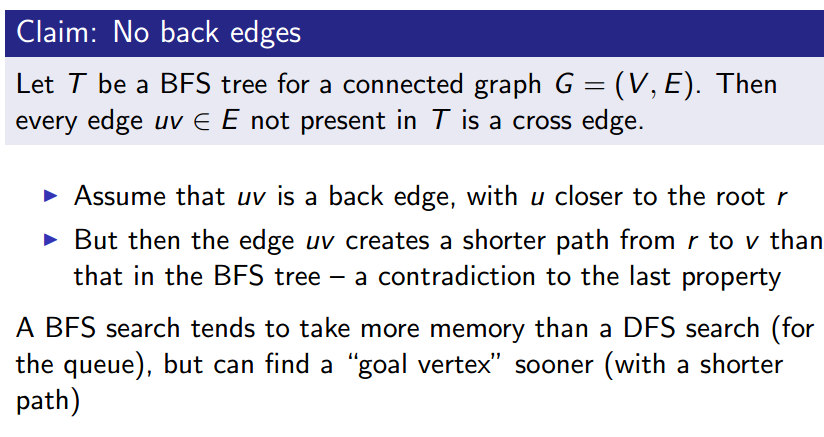 Claim: No back edges
Let T be a BFS tree for a connected graph G = (V, E). Then
every edge uv ∈ E not present in T is a cross edge.
▶ Assume that uv is a back edge, with u closer to the root r
▶ But then the edge uv creates a shorter path from r to v than
that in the BFS tree – a contradiction to the last property
A BFS search tends to take more memory than a DFS search (for
the queue), but can find a “goal vertex” sooner (with a shorter
path)